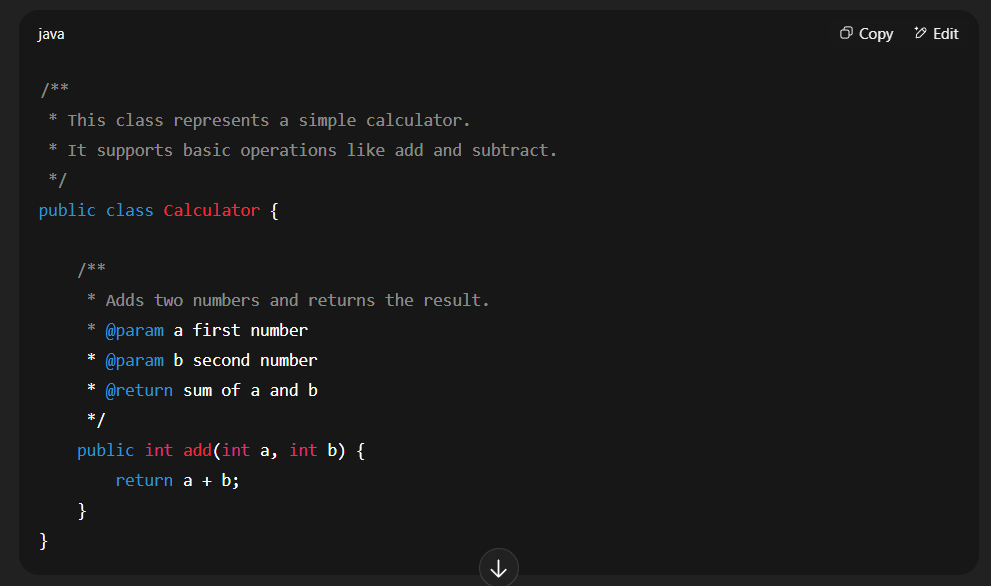 java
Copy
Edit
/**
 * This class represents a simple calculator.
 * It supports basic operations like add and subtract.
 */
public class Calculator {
    /**
     * Adds two numbers and returns the result.
     * @param a first number
     * @param b second number
     * @return sum of a and b
     */
    public int add(int a, int b) {
        return a + b;
    }
}